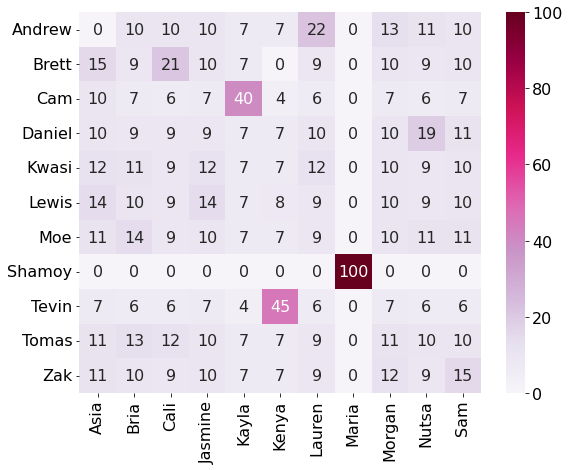 Andrew 0 10 10 10 7 7 22 0 13 11 10
Brett 15 9 21 10 7 0 9 0 10 9 10
Cam 10 7 6 7 40 4 6 0 7 6 7
Daniel 10 9 9 9 7 7 10 0 10 19 11
Kwasi 12 11 9 12 7 7 12 0 10 9 10
Lewis 14 10 9 14 7 8 9 0 10 9 10
Moe 11 14 9 10 7 7 9 0 10 11 11
Shamoy 0 0 0 0 0 0 0 100 0 0 0
Tevin 7 6 6 7 4 45 6 0 7 6 6
Tomas 11 13 12 10 7 7 9 0 11 10 10
Zak 11 10 9 10 7 7 9 0 12 9 15
Asia Bria Cali Jasmine Kayla Kenya Lauren Maria Morgan Nutsa Sam
100
80
60
40
20
0